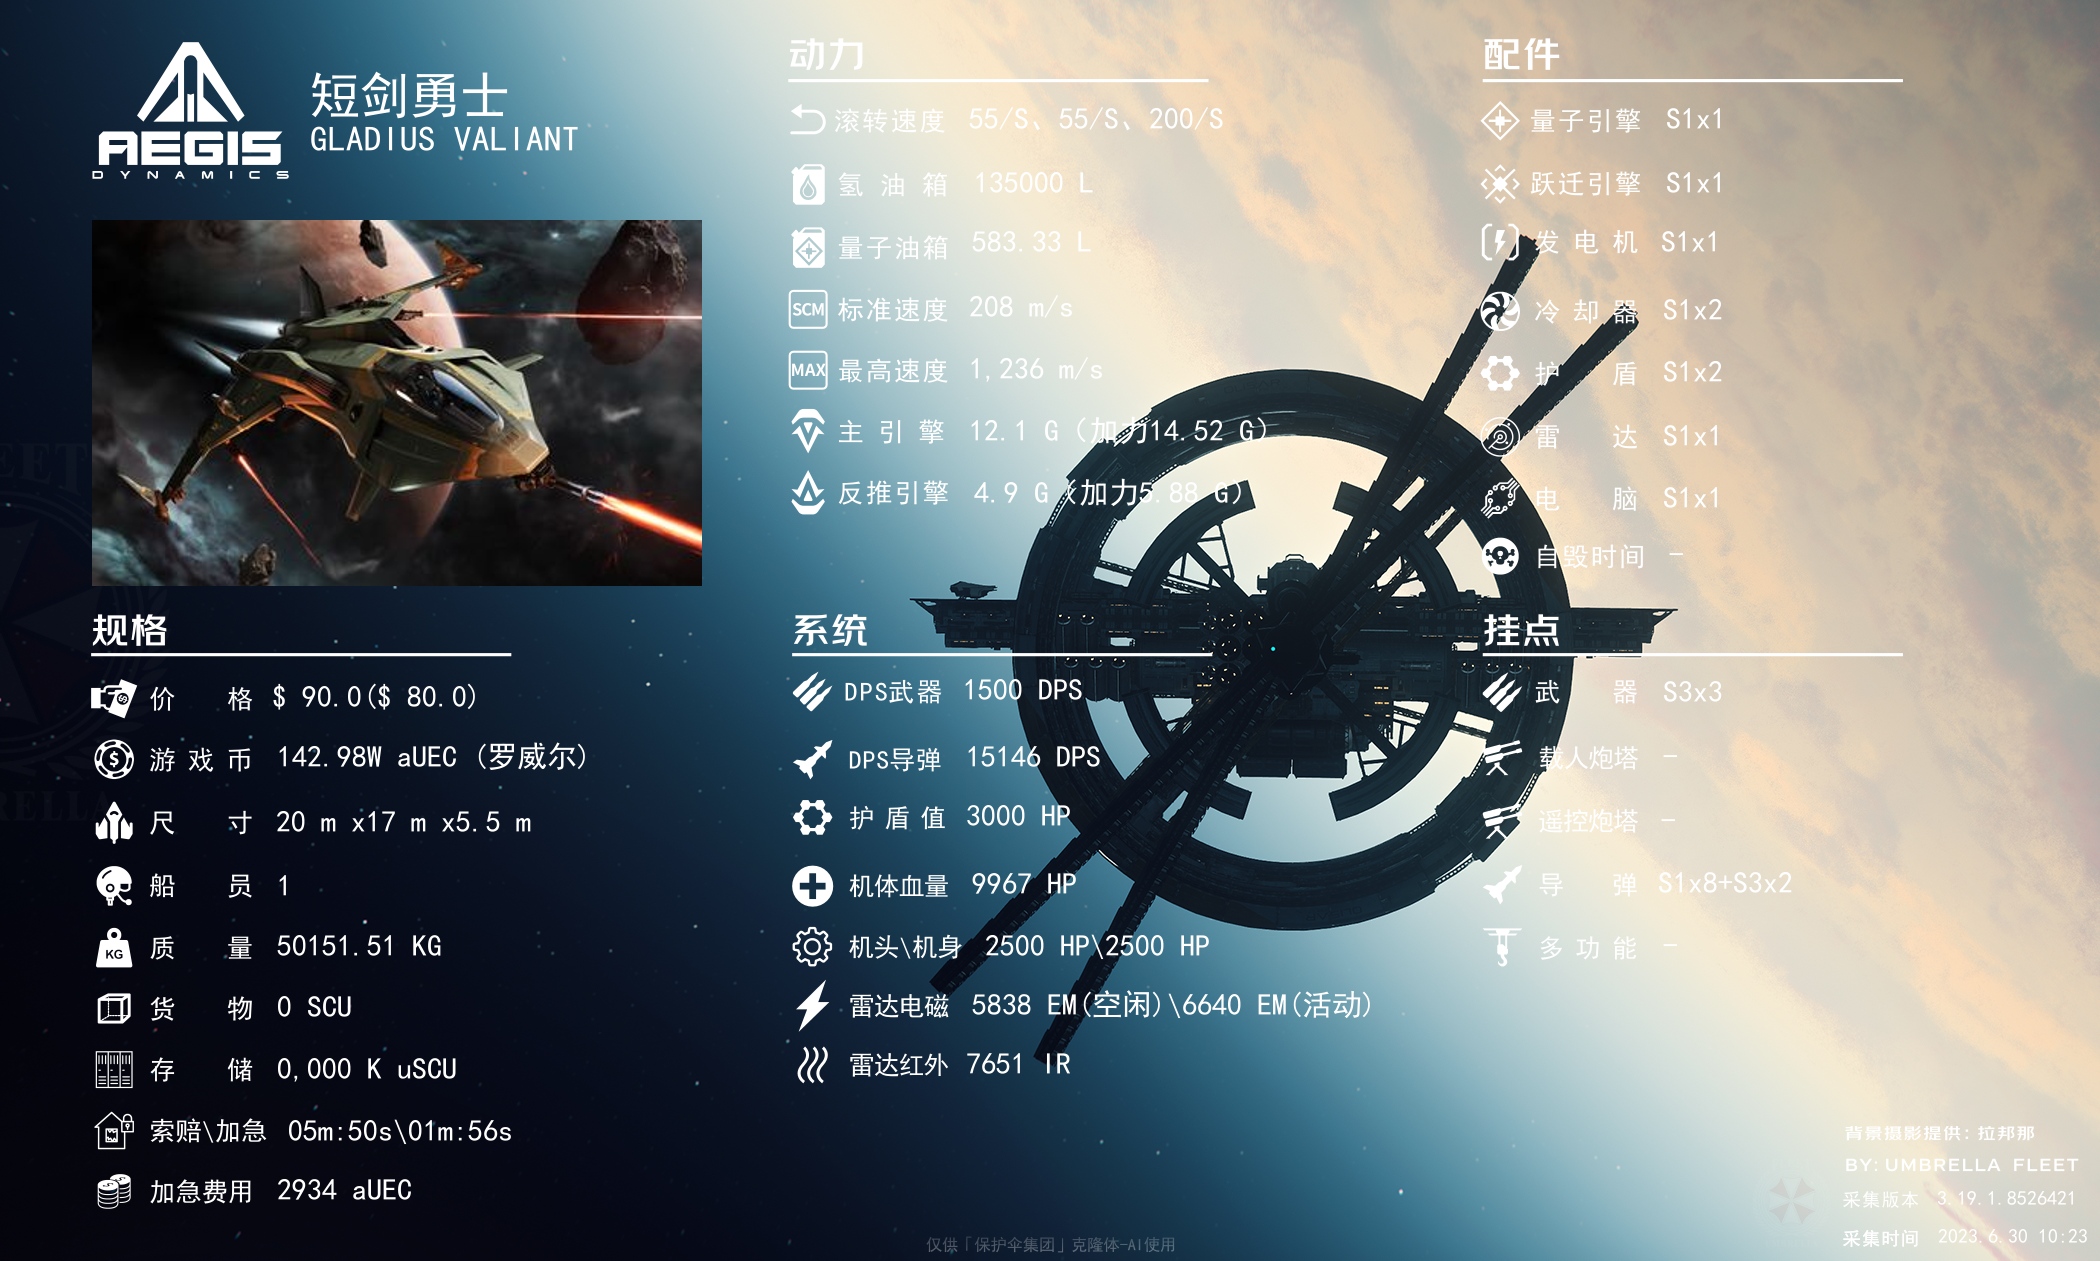 AEGIS
DYNAMICS
短剑勇士
GLADIUS VALIANT
规格
价格 $ 90.0($ 80.0)
游戏币 142.98W aUEC (罗威尔)
尺寸 20 m x17 m x5.5 m
船员 1
KG 质量 50151.51 KG
货物 0 SCU
存储 0,000 K uSCU
索赔\加急 05m:50s\01m:56s
加急费用 2934 aUEC
动力
滚转速度 55/S、55/S、200/S
氢油箱 135000 L
量子油箱 583.33 L
SCM 标准速度 208 m/s
MAX 最高速度 1,236 m/s
主引擎 12.1 G (加力14.52 G)
反推引擎 4.9 G (加力5.88 G)
系统
DPS武器 1500 DPS
DPS导弹 15146 DPS
护盾值 3000 HP
机体血量 9967 HP
机头\机身 2500 HP\2500 HP
雷达电磁 5838 EM(空闲)\6640 EM(活动)
雷达红外 7651 IR
配件
量子引擎 S1x1
跃迁引擎 S1x1
发电机 S1x1
冷却器 S1x2
护盾 S1x2
雷达 S1x1
电脑 S1x1
自毁时间 -
挂点
武器 S3x3
载人炮塔 -
遥控炮塔 -
导弹 S1x8+S3x2
多功能 -
背景摄影提供: 拉邦那
BY: UMBRELLA FLEET
采集版本 3.19.1.8526421
采集时间 2023.6.30 10:23
仅供「保护伞集团」克隆体-AI使用